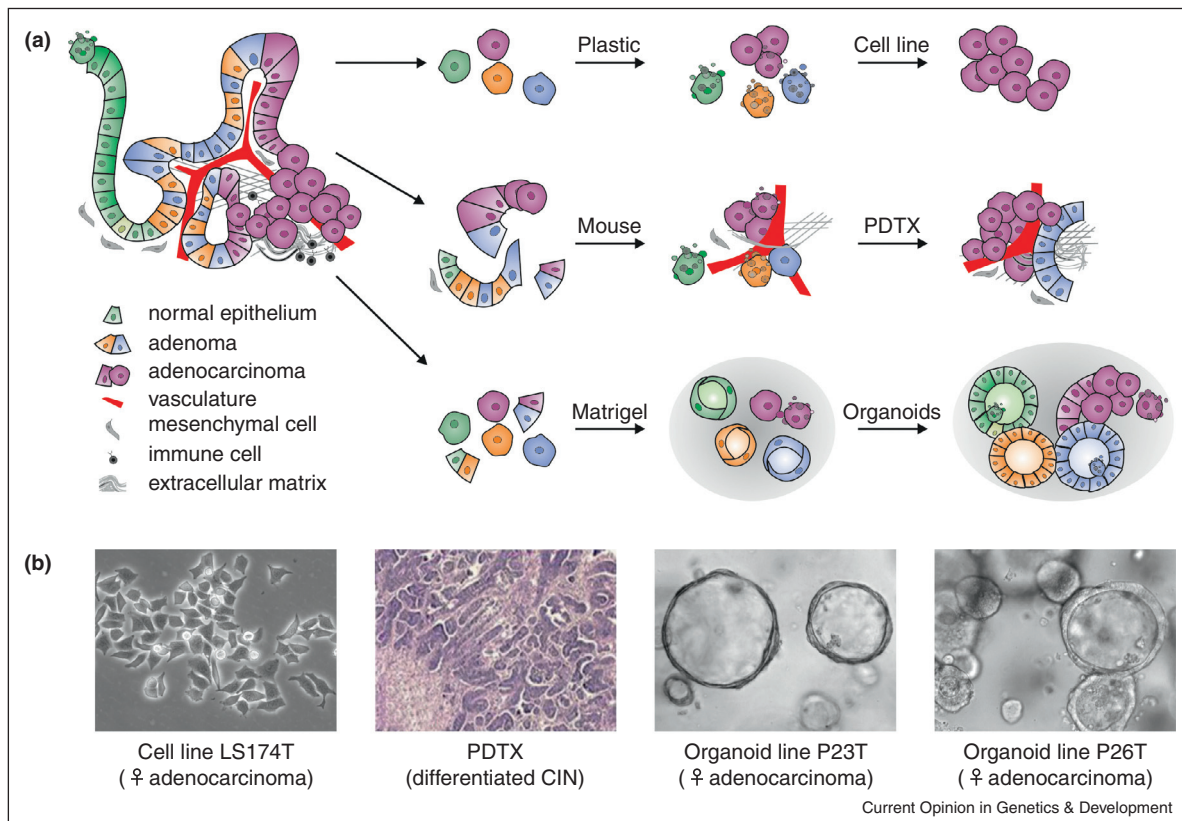 (a)
Plastic
Cell line
Mouse
PDTX
normal epithelium
adenoma
adenocarcinoma
vasculature
mesenchymal cell
immune cell
extracellular matrix
Matrigel
Organoids
(b)
Cell line LS174T
(♀ adenocarcinoma)
PDTX
(differentiated CIN)
Organoid line P23T
(♀ adenocarcinoma)
Organoid line P26T
(♀ adenocarcinoma)
Current Opinion in Genetics & Development